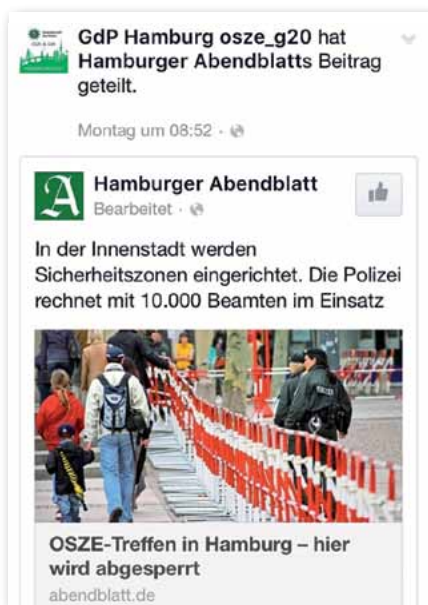 GdP Hamburg osze_g20 hat
Hamburger Abendblatts Beitrag
geteilt.
Montag um 08:52 ·
A Hamburger Abendblatt
Bearbeitet ·
In der Innenstadt werden
Sicherheitszonen eingerichtet. Die Polizei
rechnet mit 10.000 Beamten im Einsatz
POLIZEI
OSZE-Treffen in Hamburg – hier
wird abgesperrt
abendblatt.de